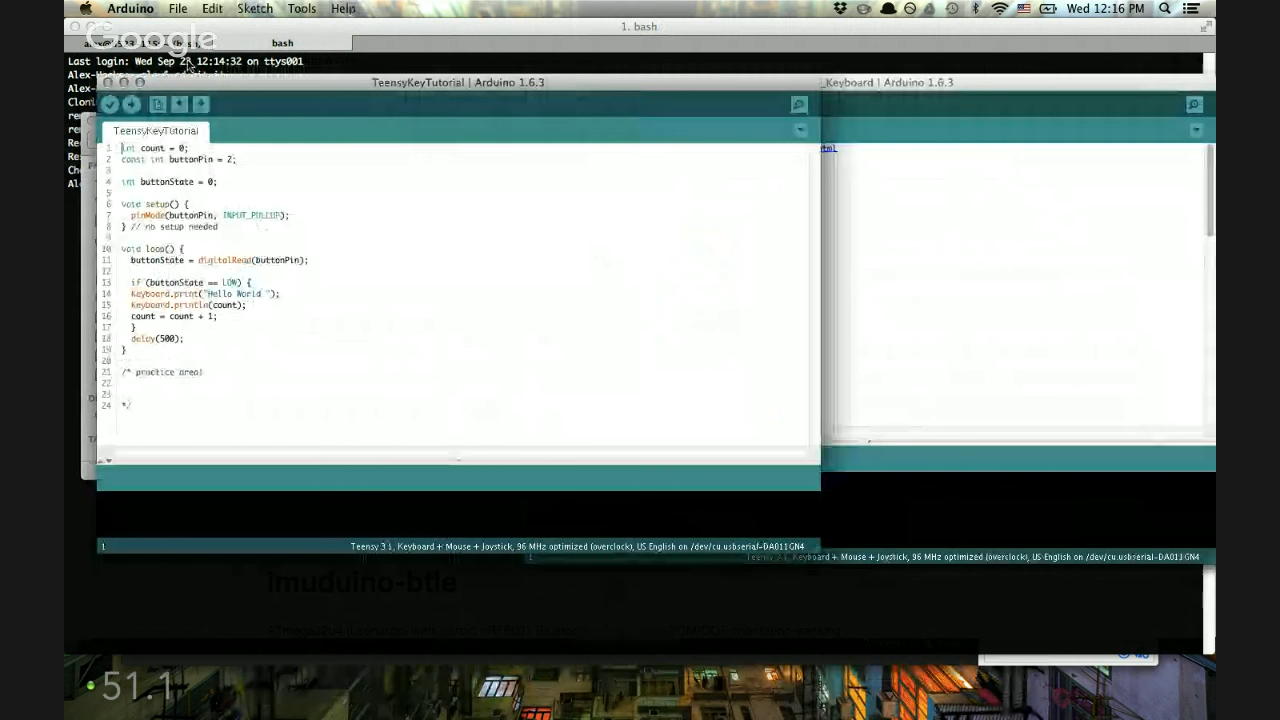 Arduino File Edit Sketch Tools Help Wed 12:16 PM
Google
1. bash
bash
Last login: Wed Sep 23 12:14:32 on ttys001
TeensyKeyTutorial | Arduino 1.6.3
_Keyboard | Arduino 1.6.3
TeensyKeyTutorial
1 int count = 0;
2 const int buttonPin = 2;
3
4 int buttonState = 0;
5
6 void setup() {
7 pinMode(buttonPin, INPUT_PULLUP);
8 } // no setup needed
9
10 void loop() {
11 buttonState = digitalRead(buttonPin);
12
13 if (buttonState == LOW) {
14 Keyboard.print("Hello World ");
15 Keyboard.println(count);
16 count = count + 1;
17 }
18 delay(500);
19 }
20
21 /* practice area!
22
23
24 */
html
1 Teensy 3.1, Keyboard + Mouse + Joystick, 96 MHz optimized (overclock), US English on /dev/cu.usbserial-DA011GN4
1 Teensy 3.1, Keyboard + Mouse + Joystick, 96 MHz optimized (overclock), US English on /dev/cu.usbserial-DA011GN4
imuduino-btle
51.1